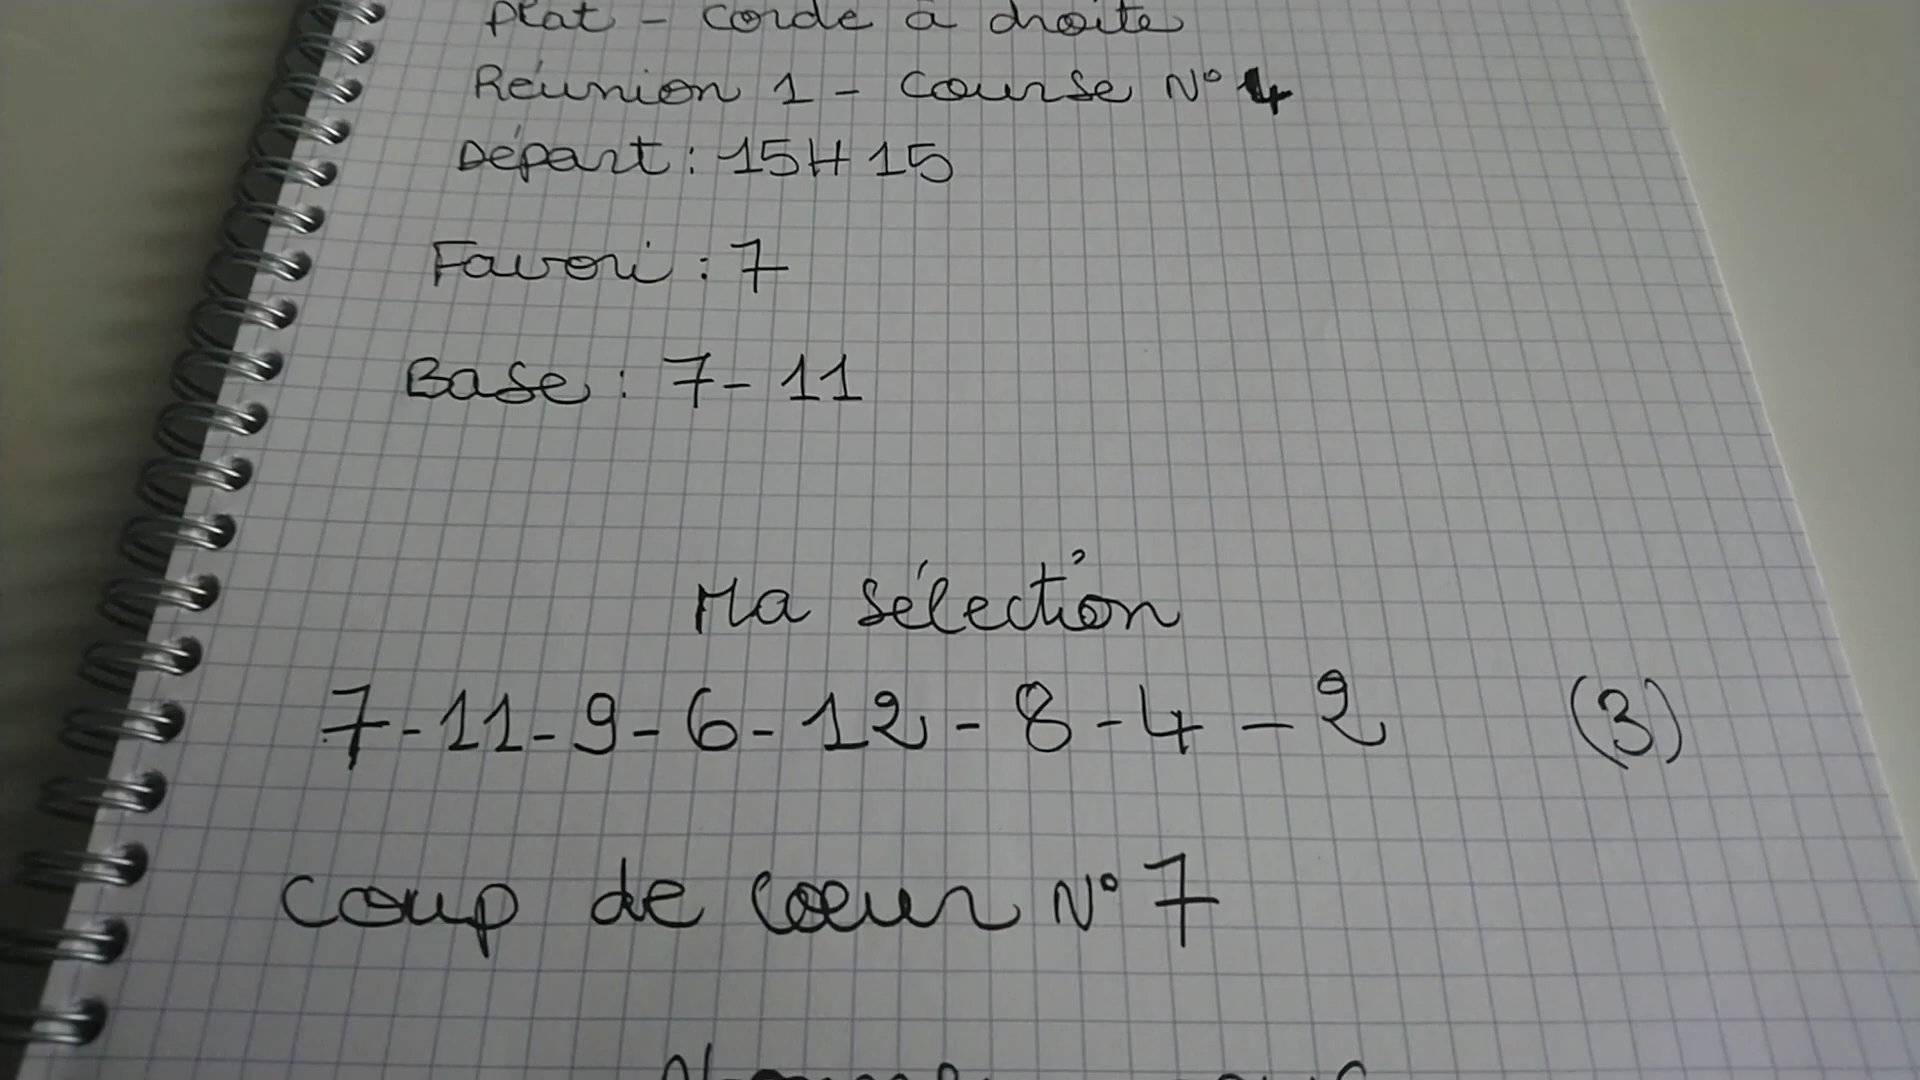 Plat - Corde à droite
Réunion 1 - Course N° 4
Départ : 15H15
Favori : 7
Base : 7-11
Ma sélection
7-11-9-6-12-8-4-2 (3)
Coup de cœur N° 7